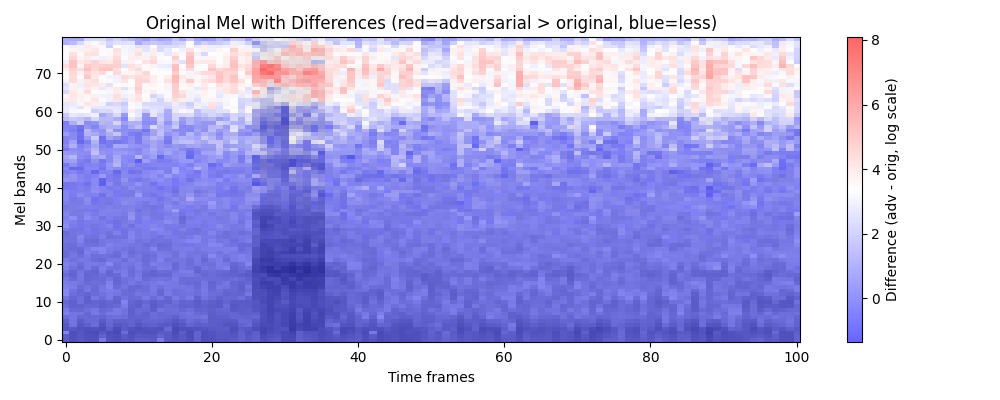 Original Mel with Differences (red=adversarial > original, blue=less)
70
60
50
40
30
20
10
0
Mel bands
0 20 40 60 80 100
Time frames
8
6
4
2
0
Difference (adv - orig, log scale)